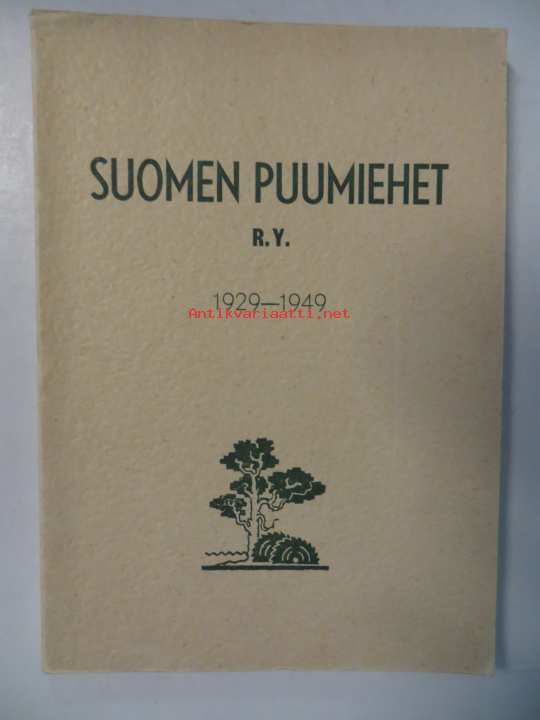 SUOMEN PUUMIEHET
R.Y.
1929—1949
Antikvariaatti.net